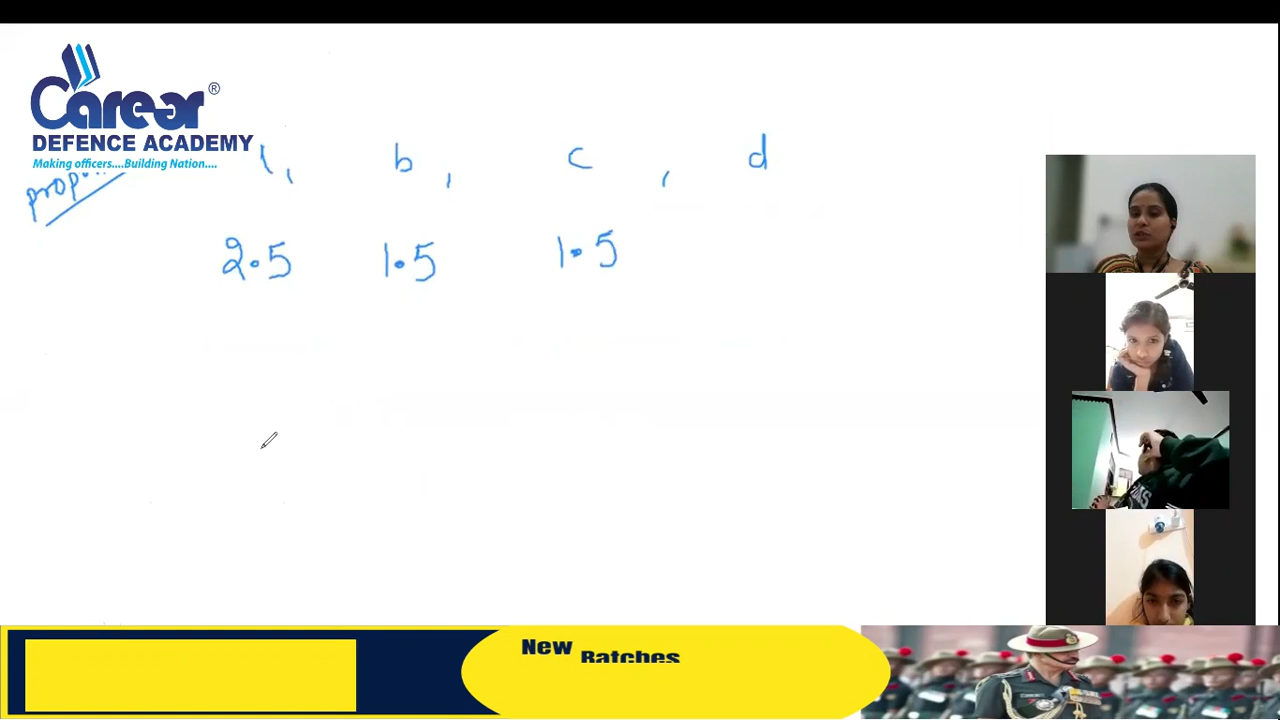 Career®
DEFENCE ACADEMY
Making officers....Building Nation....
b, c, d
2.5 1.5 1.5
New
Batches